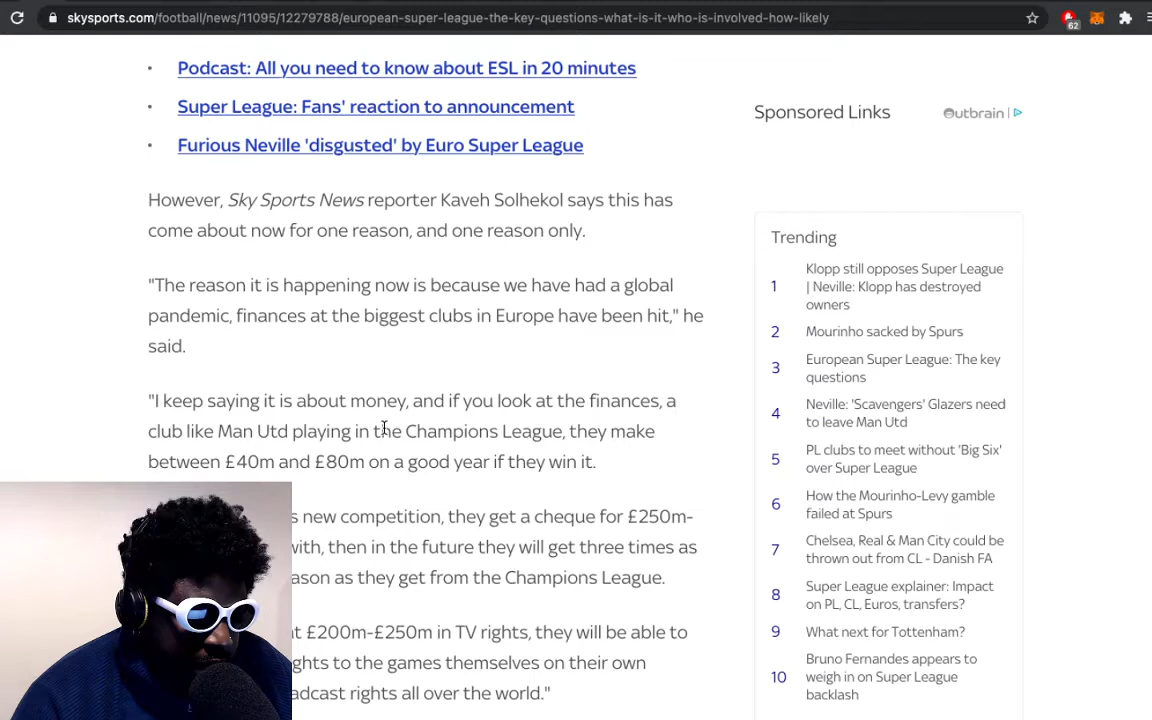 skysports.com/football/news/11095/12279788/european-super-league-the-key-questions-what-is-it-who-is-involved-how-likely
62
Podcast: All you need to know about ESL in 20 minutes
Super League: Fans' reaction to announcement
Furious Neville 'disgusted' by Euro Super League
However, Sky Sports News reporter Kaveh Solhekol says this has
come about now for one reason, and one reason only.
"The reason it is happening now is because we have had a global
pandemic, finances at the biggest clubs in Europe have been hit," he
said.
"I keep saying it is about money, and if you look at the finances, a
club like Man Utd playing in the Champions League, they make
between £40m and £80m on a good year if they win it.
s new competition, they get a cheque for £250m-
with, then in the future they will get three times as
ason as they get from the Champions League.
t £200m-£250m in TV rights, they will be able to
ghts to the games themselves on their own
adcast rights all over the world."
Sponsored Links
Outbrain
Trending
1 Klopp still opposes Super League
| Neville: Klopp has destroyed
owners
2 Mourinho sacked by Spurs
3 European Super League: The key
questions
4 Neville: 'Scavengers' Glazers need
to leave Man Utd
5 PL clubs to meet without 'Big Six'
over Super League
6 How the Mourinho-Levy gamble
failed at Spurs
7 Chelsea, Real & Man City could be
thrown out from CL - Danish FA
8 Super League explainer: Impact
on PL, CL, Euros, transfers?
9 What next for Tottenham?
10 Bruno Fernandes appears to
weigh in on Super League
backlash